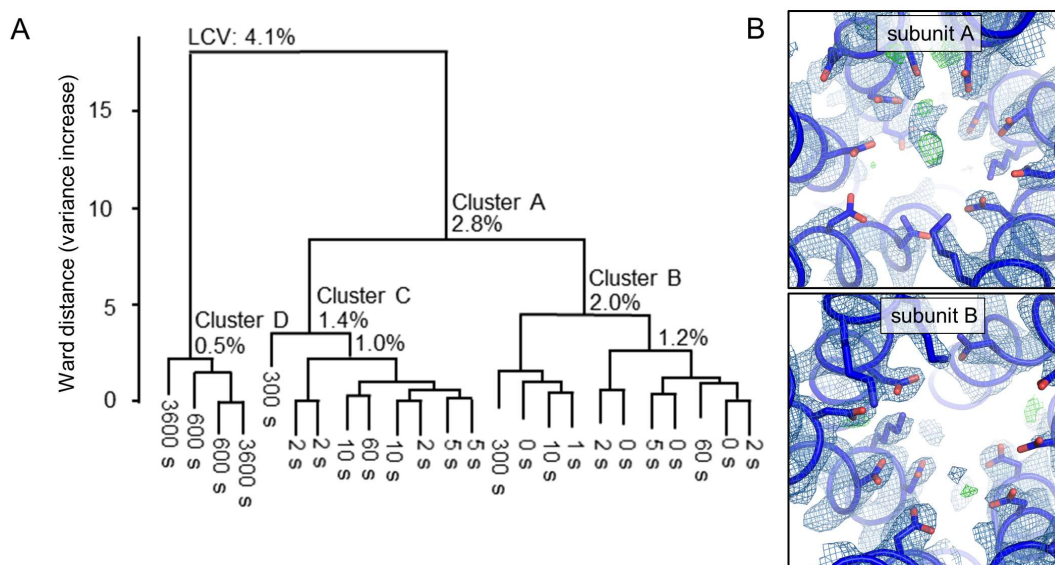 A
B
Ward distance (variance increase)
15
10
5
0
LCV: 4.1%
Cluster A
2.8%
Cluster B
2.0%
1.2%
Cluster C
1.4%
1.0%
Cluster D
0.5%
3600 s
600 s
600 s
3600 s
300 s
2 s
2 s
10 s
60 s
10 s
2 s
5 s
5 s
300 s
0 s
10 s
1 s
2 s
0 s
5 s
0 s
60 s
0 s
2 s
subunit A
subunit B